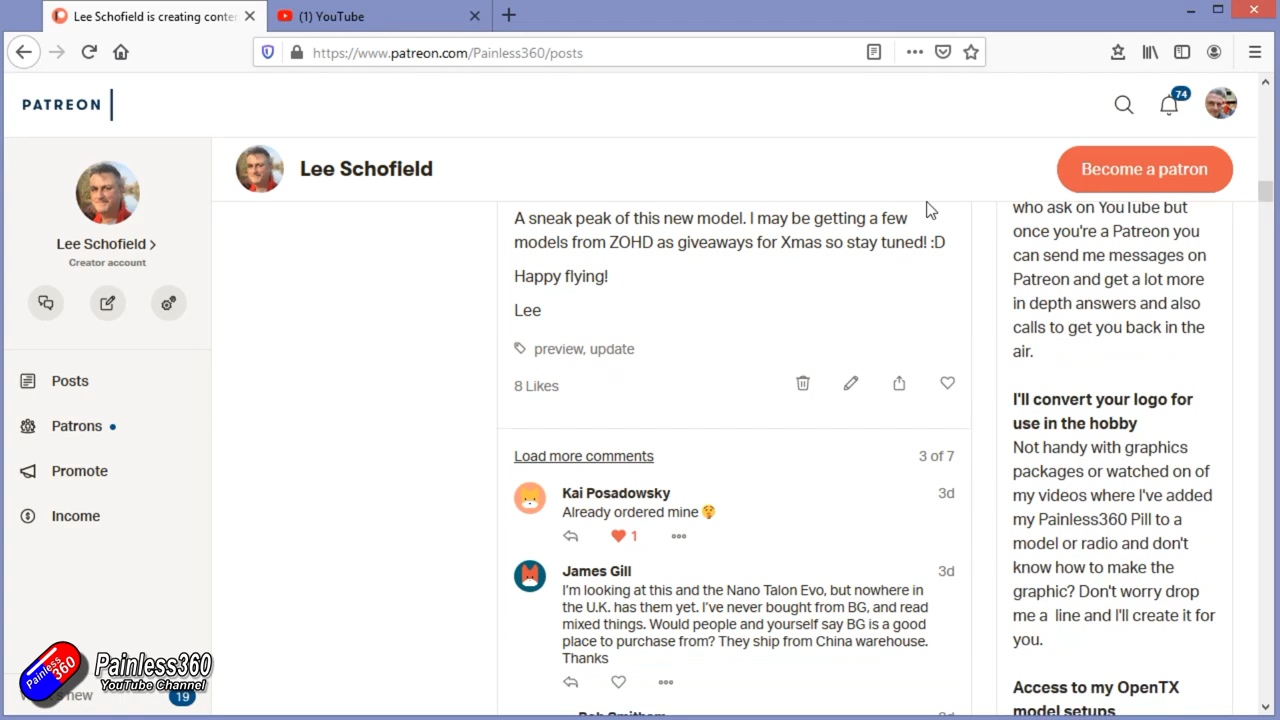 Lee Schofield is creating conte
(1) YouTube
https://www.patreon.com/Painless360/posts
PATREON
74
Lee Schofield
Become a patron
Lee Schofield
Creator account
Posts
Patrons
Promote
Income
19
A sneak peak of this new model. I may be getting a few
models from ZOHD as giveaways for Xmas so stay tuned! :D
Happy flying!
Lee
preview, update
8 Likes
Load more comments
3 of 7
Kai Posadowsky
3d
Already ordered mine
1
James Gill
3d
I'm looking at this and the Nano Talon Evo, but nowhere in
the U.K. has them yet. I've never bought from BG, and read
mixed things. Would people and yourself say BG is a good
place to purchase from? They ship from China warehouse.
Thanks
who ask on YouTube but
once you're a Patreon you
can send me messages on
Patreon and get a lot more
in depth answers and also
calls to get you back in the
air.
I'll convert your logo for
use in the hobby
Not handy with graphics
packages or watched on of
my videos where I've added
my Painless360 Pill to a
model or radio and don't
know how to make the
graphic? Don't worry drop
me a line and I'll create it for
you.
Access to my OpenTX
model setups
Painless
360
Painless360
YouTube Channel
new